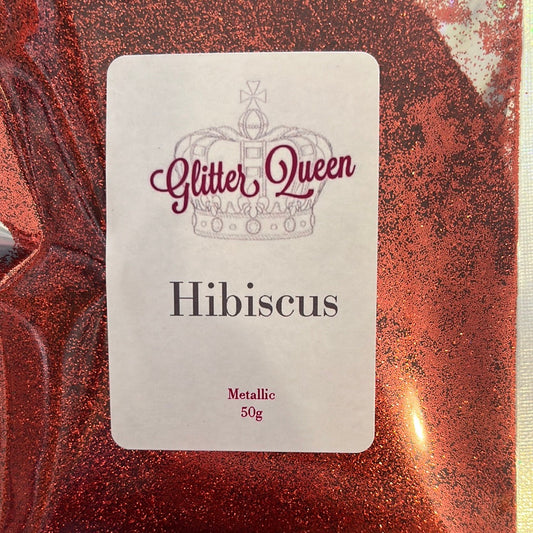 Glitter Queen
Hibiscus
Metallic
50g